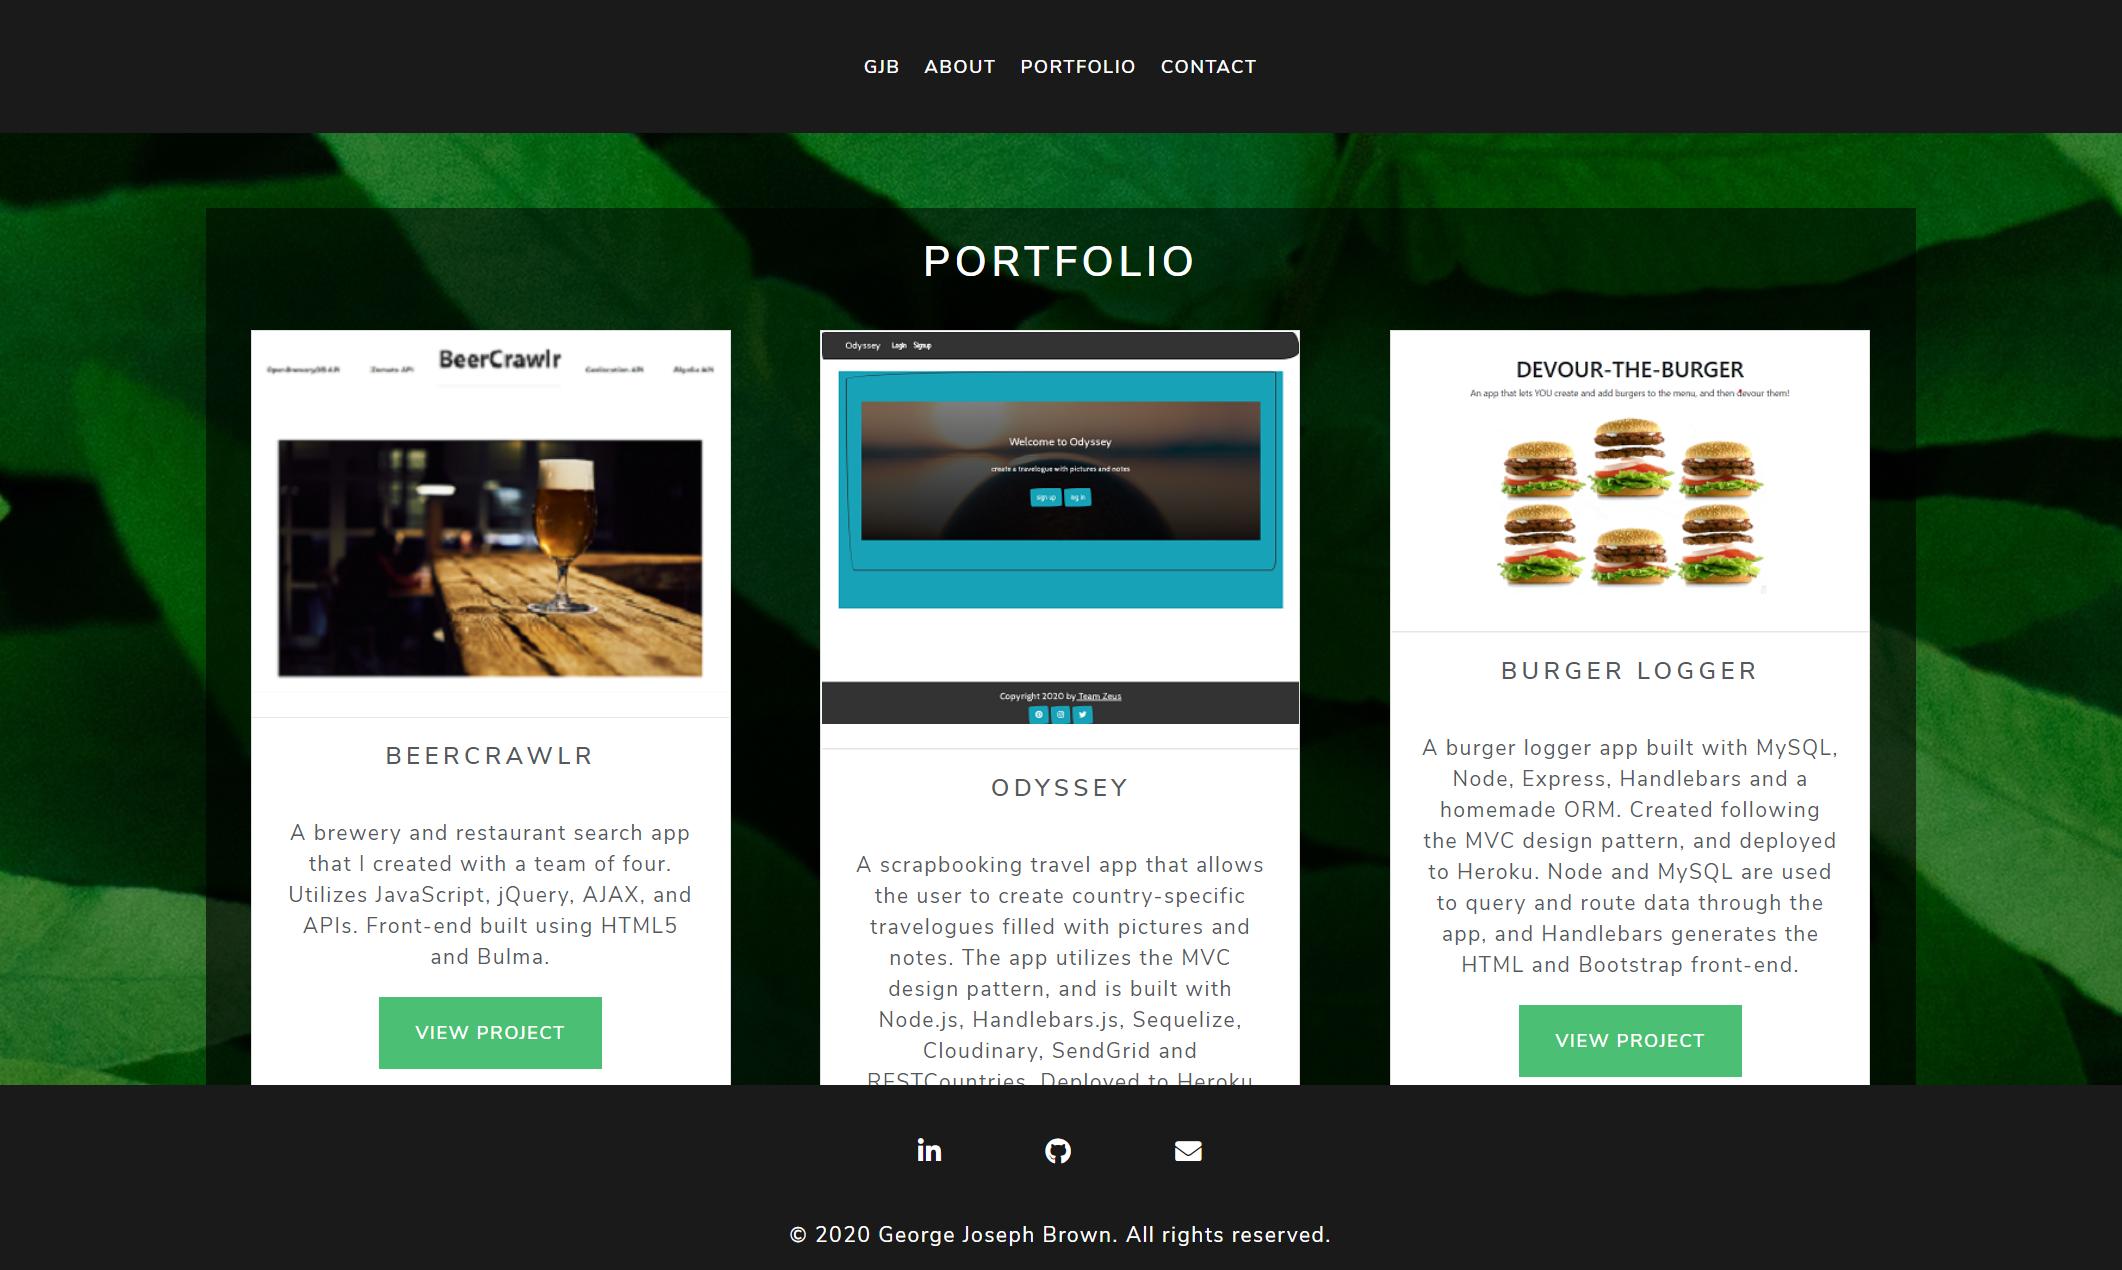 GJB ABOUT PORTFOLIO CONTACT
PORTFOLIO
BeerCrawlr
OpenBreweryDB API Zomato API Geolocation API Algolia API
BEERCRAWLR
A brewery and restaurant search app
that I created with a team of four.
Utilizes JavaScript, jQuery, AJAX, and
APIs. Front-end built using HTML5
and Bulma.
VIEW PROJECT
Odyssey Login Signup
Welcome to Odyssey
create a travelogue with pictures and notes
sign up log in
Copyright 2020 by Team Zeus
ODYSSEY
A scrapbooking travel app that allows
the user to create country-specific
travelogues filled with pictures and
notes. The app utilizes the MVC
design pattern, and is built with
Node.js, Handlebars.js, Sequelize,
Cloudinary, SendGrid and
RESTCountries. Deployed to Heroku
DEVOUR-THE-BURGER
An app that lets YOU create and add burgers to the menu, and then devour them!
BURGER LOGGER
A burger logger app built with MySQL,
Node, Express, Handlebars and a
homemade ORM. Created following
the MVC design pattern, and deployed
to Heroku. Node and MySQL are used
to query and route data through the
app, and Handlebars generates the
HTML and Bootstrap front-end.
VIEW PROJECT
© 2020 George Joseph Brown. All rights reserved.